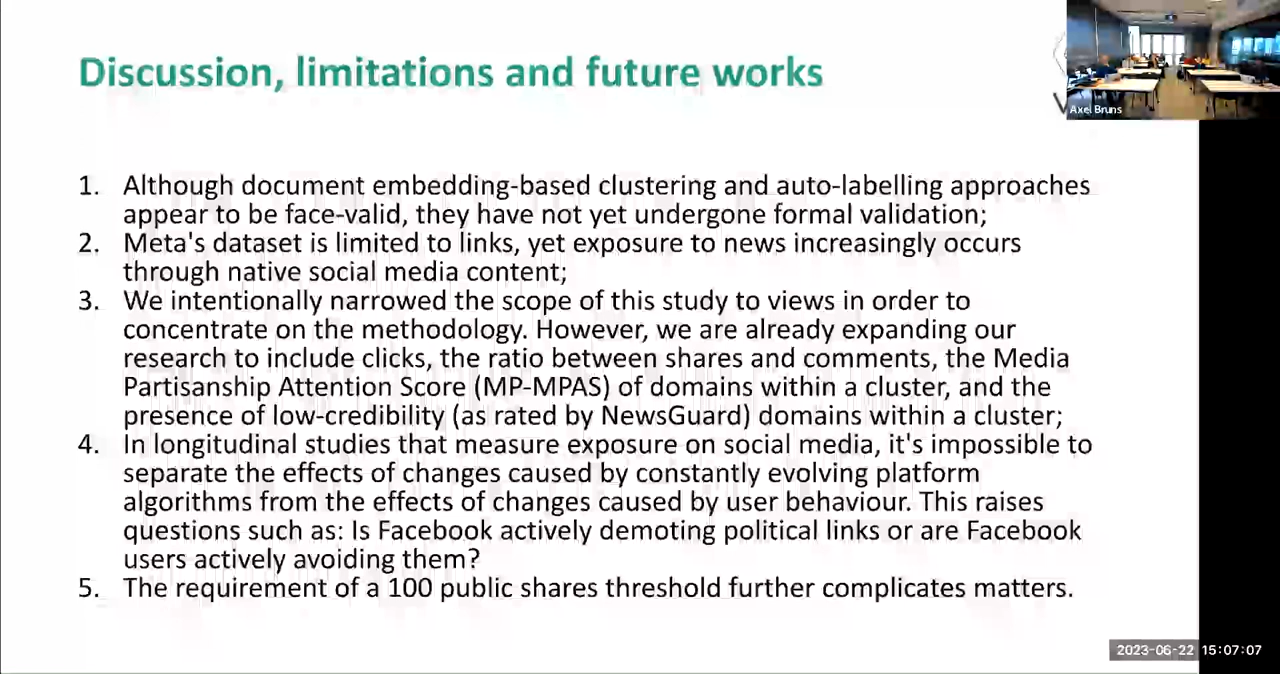 Discussion, limitations and future works
Axel Bruns
1. Although document embedding-based clustering and auto-labelling approaches
appear to be face-valid, they have not yet undergone formal validation;
2. Meta's dataset is limited to links, yet exposure to news increasingly occurs
through native social media content;
3. We intentionally narrowed the scope of this study to views in order to
concentrate on the methodology. However, we are already expanding our
research to include clicks, the ratio between shares and comments, the Media
Partisanship Attention Score (MP-MPAS) of domains within a cluster, and the
presence of low-credibility (as rated by NewsGuard) domains within a cluster;
4. In longitudinal studies that measure exposure on social media, it's impossible to
separate the effects of changes caused by constantly evolving platform
algorithms from the effects of changes caused by user behaviour. This raises
questions such as: Is Facebook actively demoting political links or are Facebook
users actively avoiding them?
5. The requirement of a 100 public shares threshold further complicates matters.
2023-06-22 15:07:07